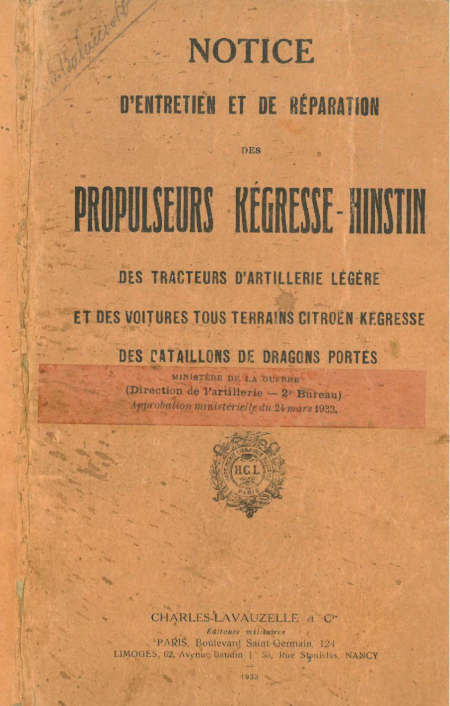 NOTICE
D'ENTRETIEN ET DE RÉPARATION
DES
PROPULSEURS KÉGRESSE-HINSTIN
DES TRACTEURS D'ARTILLERIE LÉGÈRE
ET DES VOITURES TOUS TERRAINS CITROËN-KÉGRESSE
DES BATAILLONS DE DRAGONS PORTÉS
MINISTÈRE DE LA GUERRE
(Direction de l'artillerie — 2e Bureau)
Approbation ministérielle du 24 mars 1933.
H.C.L.
PARIS
CHARLES-LAVAUZELLE & Cie
Éditeurs militaires
PARIS, Boulevard Saint-Germain, 124
LIMOGES, 62, Avenue Baudin | 53, Rue Stanislas, NANCY
1933